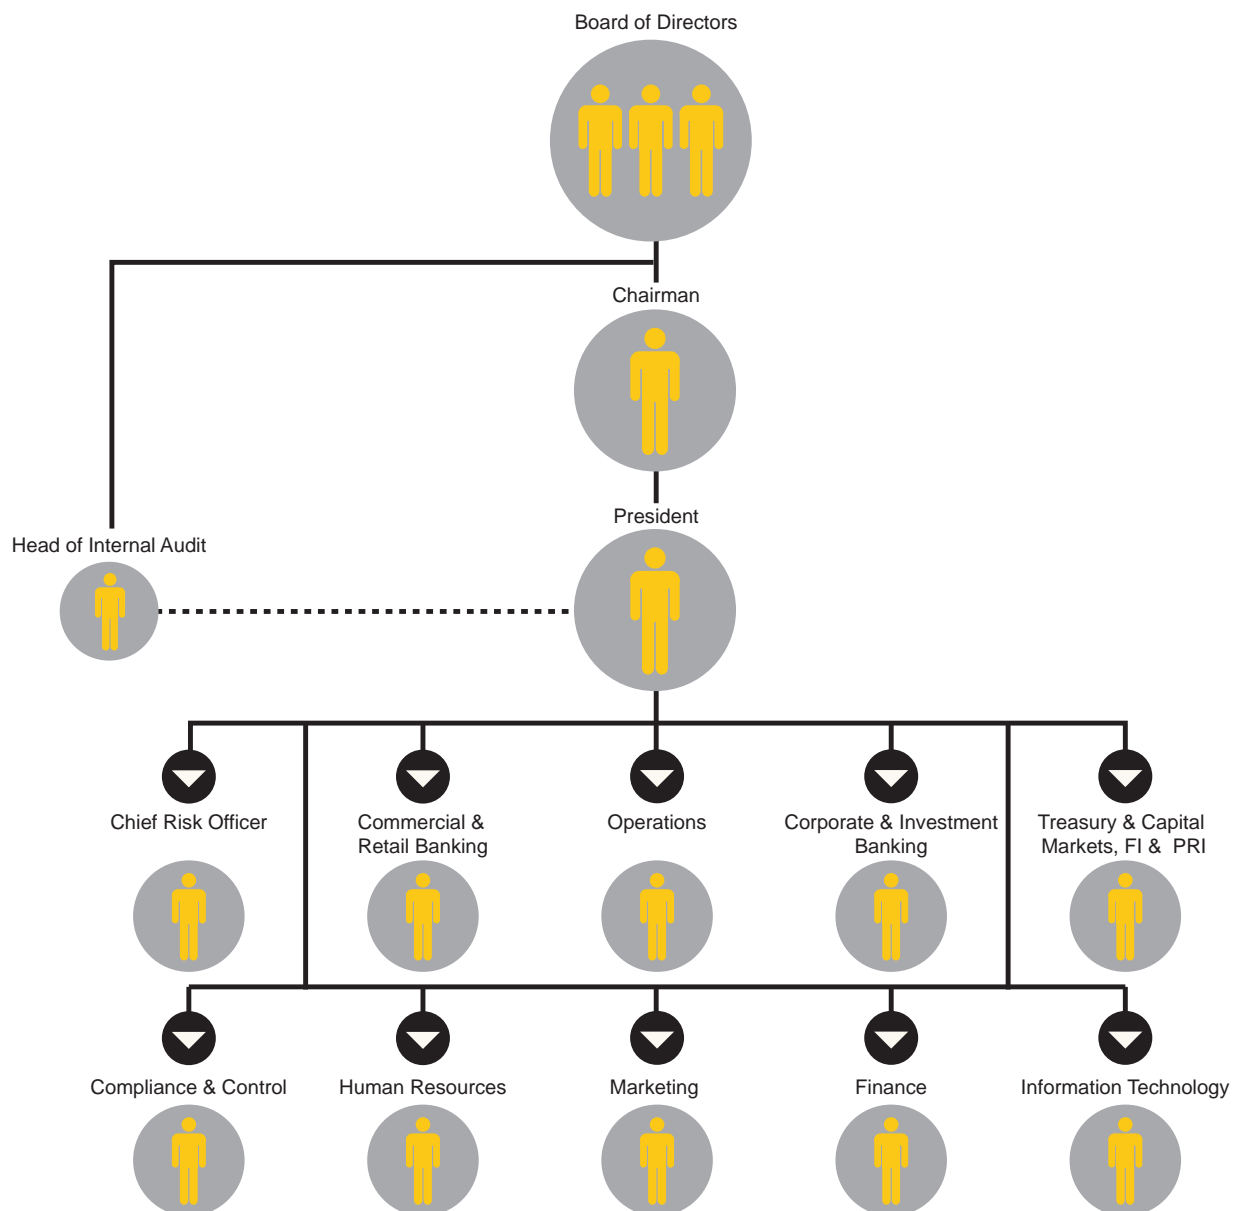 Board of Directors
Chairman
President
Head of Internal Audit
Chief Risk Officer
Commercial &
Retail Banking
Operations
Corporate & Investment
Banking
Treasury & Capital
Markets, FI & PRI
Compliance & Control
Human Resources
Marketing
Finance
Information Technology